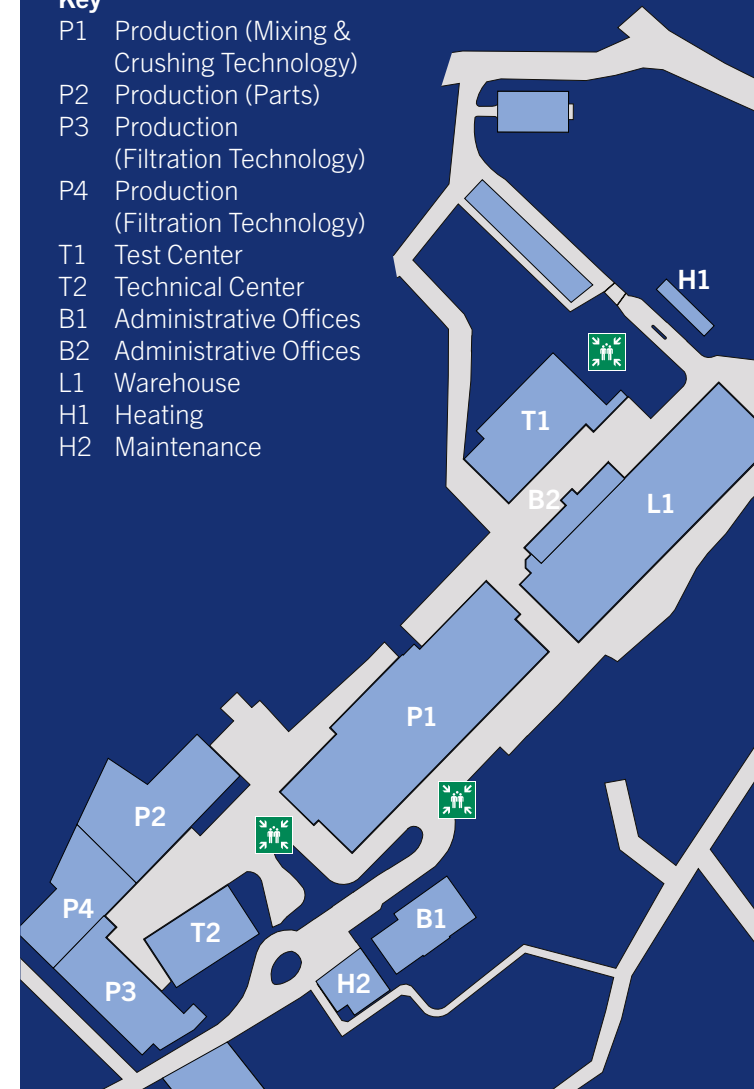 Key
P1 Production (Mixing &
Crushing Technology)
P2 Production (Parts)
P3 Production
(Filtration Technology)
P4 Production
(Filtration Technology)
T1 Test Center
T2 Technical Center
B1 Administrative Offices
B2 Administrative Offices
L1 Warehouse
H1 Heating
H2 Maintenance
H1
T1
B2
L1
P1
P2
P4
T2
B1
P3
H2